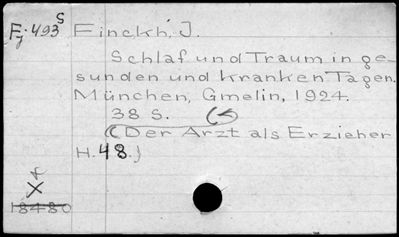 Fj. 493 S Finckh, J.
Schlaf und Traum in ge-
sunden und kranken Tagen.
München, Gmelin, 1924.
38 S.
(Der Arzt als Erzieher
H. 48.)
X
18480